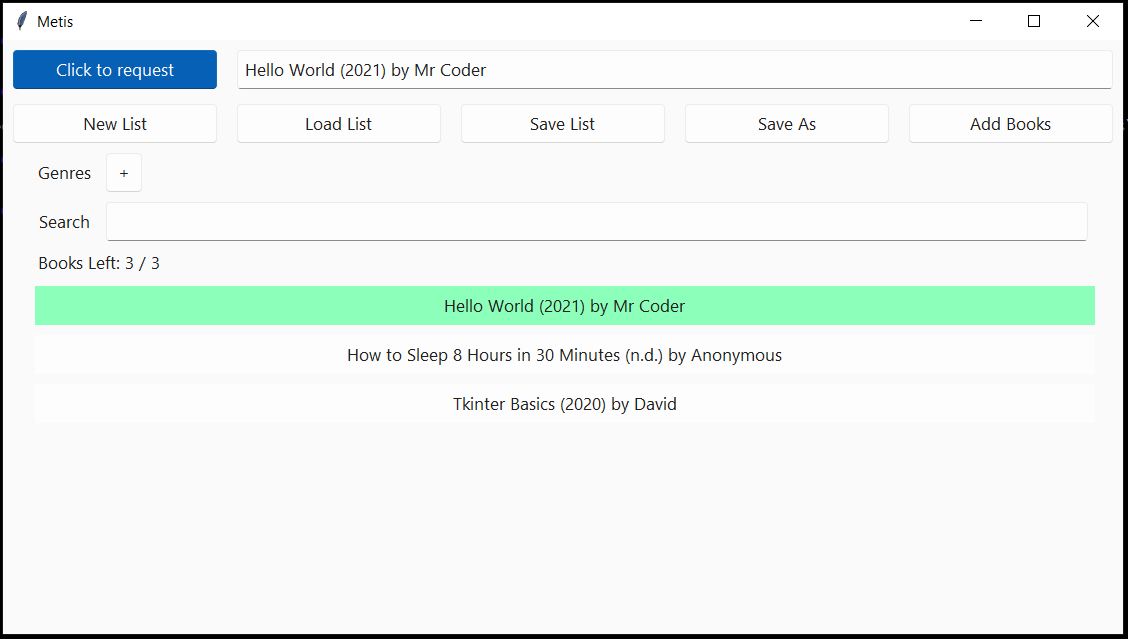 Metis
Click to request Hello World (2021) by Mr Coder
New List Load List Save List Save As Add Books
Genres +
Search
Books Left: 3 / 3
Hello World (2021) by Mr Coder
How to Sleep 8 Hours in 30 Minutes (n.d.) by Anonymous
Tkinter Basics (2020) by David